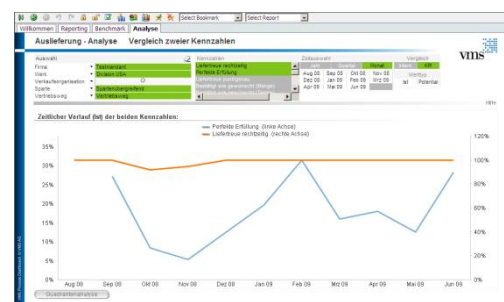 Select Bookmark Select Report
Willkommen Reporting Benchmark Analyse
Auslieferung - Analyse Vergleich zweier Kennzahlen
vms
Auswahl Kennzahlen Zeitauswahl Vergleich
Firma Testmandant Lieferfreue rechtzeitig Jahr Quartal Monat Intern KPI
Werk Division USA Perfekte Erfüllung Aug 08 Sep 08 Okt 08 Nov 08 Werttyp
Verkaufsorganisation Dez 08 Jan 09 Feb 09 Mrz 09 Ist Potential
Sparte Spartenübergreifend Apr 09 Mai 09 Jun 09
Vertriebsweg Vertriebsweg
Zeitlicher Verlauf (Ist) der beiden Kennzahlen:
Perfekte Erfüllung (linke Achse)
Liefertreue rechtzeitig (rechte Achse)
35% 120%
30% 100%
25% 80%
20%
15% 60%
10% 40%
5% 20%
0% 0%
Aug 08 Sep 08 Okt 08 Nov 08 Dez 08 Jan 09 Feb 09 Mrz 09 Apr 09 Mai 09 Jun 09
Quadrantenanalyse